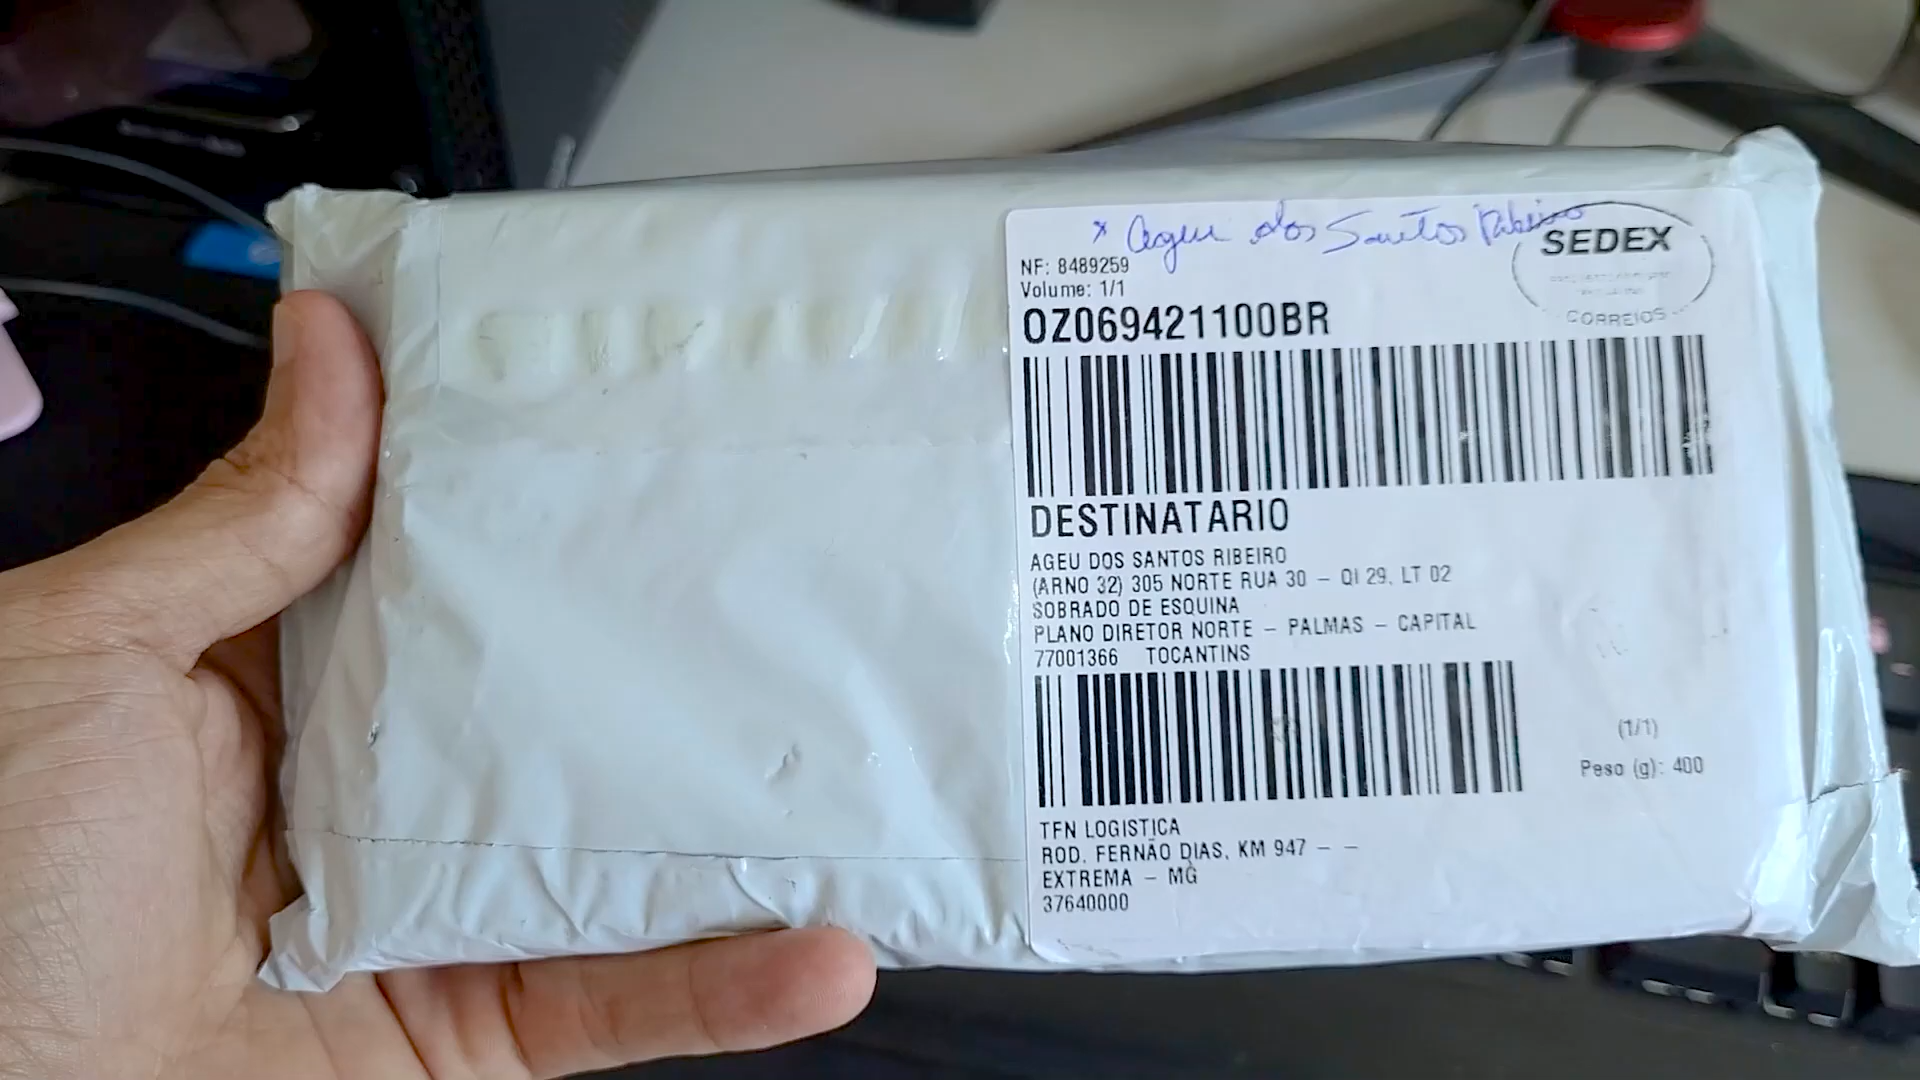 * Ageu dos Santos Ribeiro
SEDEX
CORREIOS
NF: 8489259
Volume: 1/1
OZ069421100BR
DESTINATARIO
AGEU DOS SANTOS RIBEIRO
(ARNO 32) 305 NORTE RUA 30 – QI 29, LT 02
SOBRADO DE ESQUINA
PLANO DIRETOR NORTE – PALMAS – CAPITAL
77001366 TOCANTINS
(1/1)
Peso (g): 400
TFN LOGISTICA
ROD. FERNÃO DIAS, KM 947 – –
EXTREMA – MG
37640000